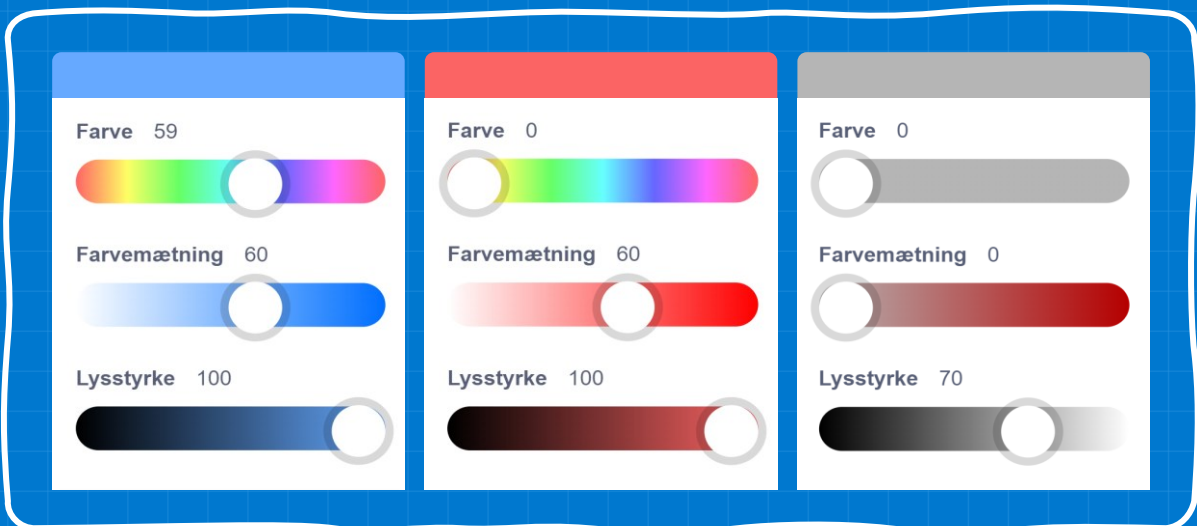 Farve 59
Farvemætning 60
Lysstyrke 100
Farve 0
Farvemætning 60
Lysstyrke 100
Farve 0
Farvemætning 0
Lysstyrke 70